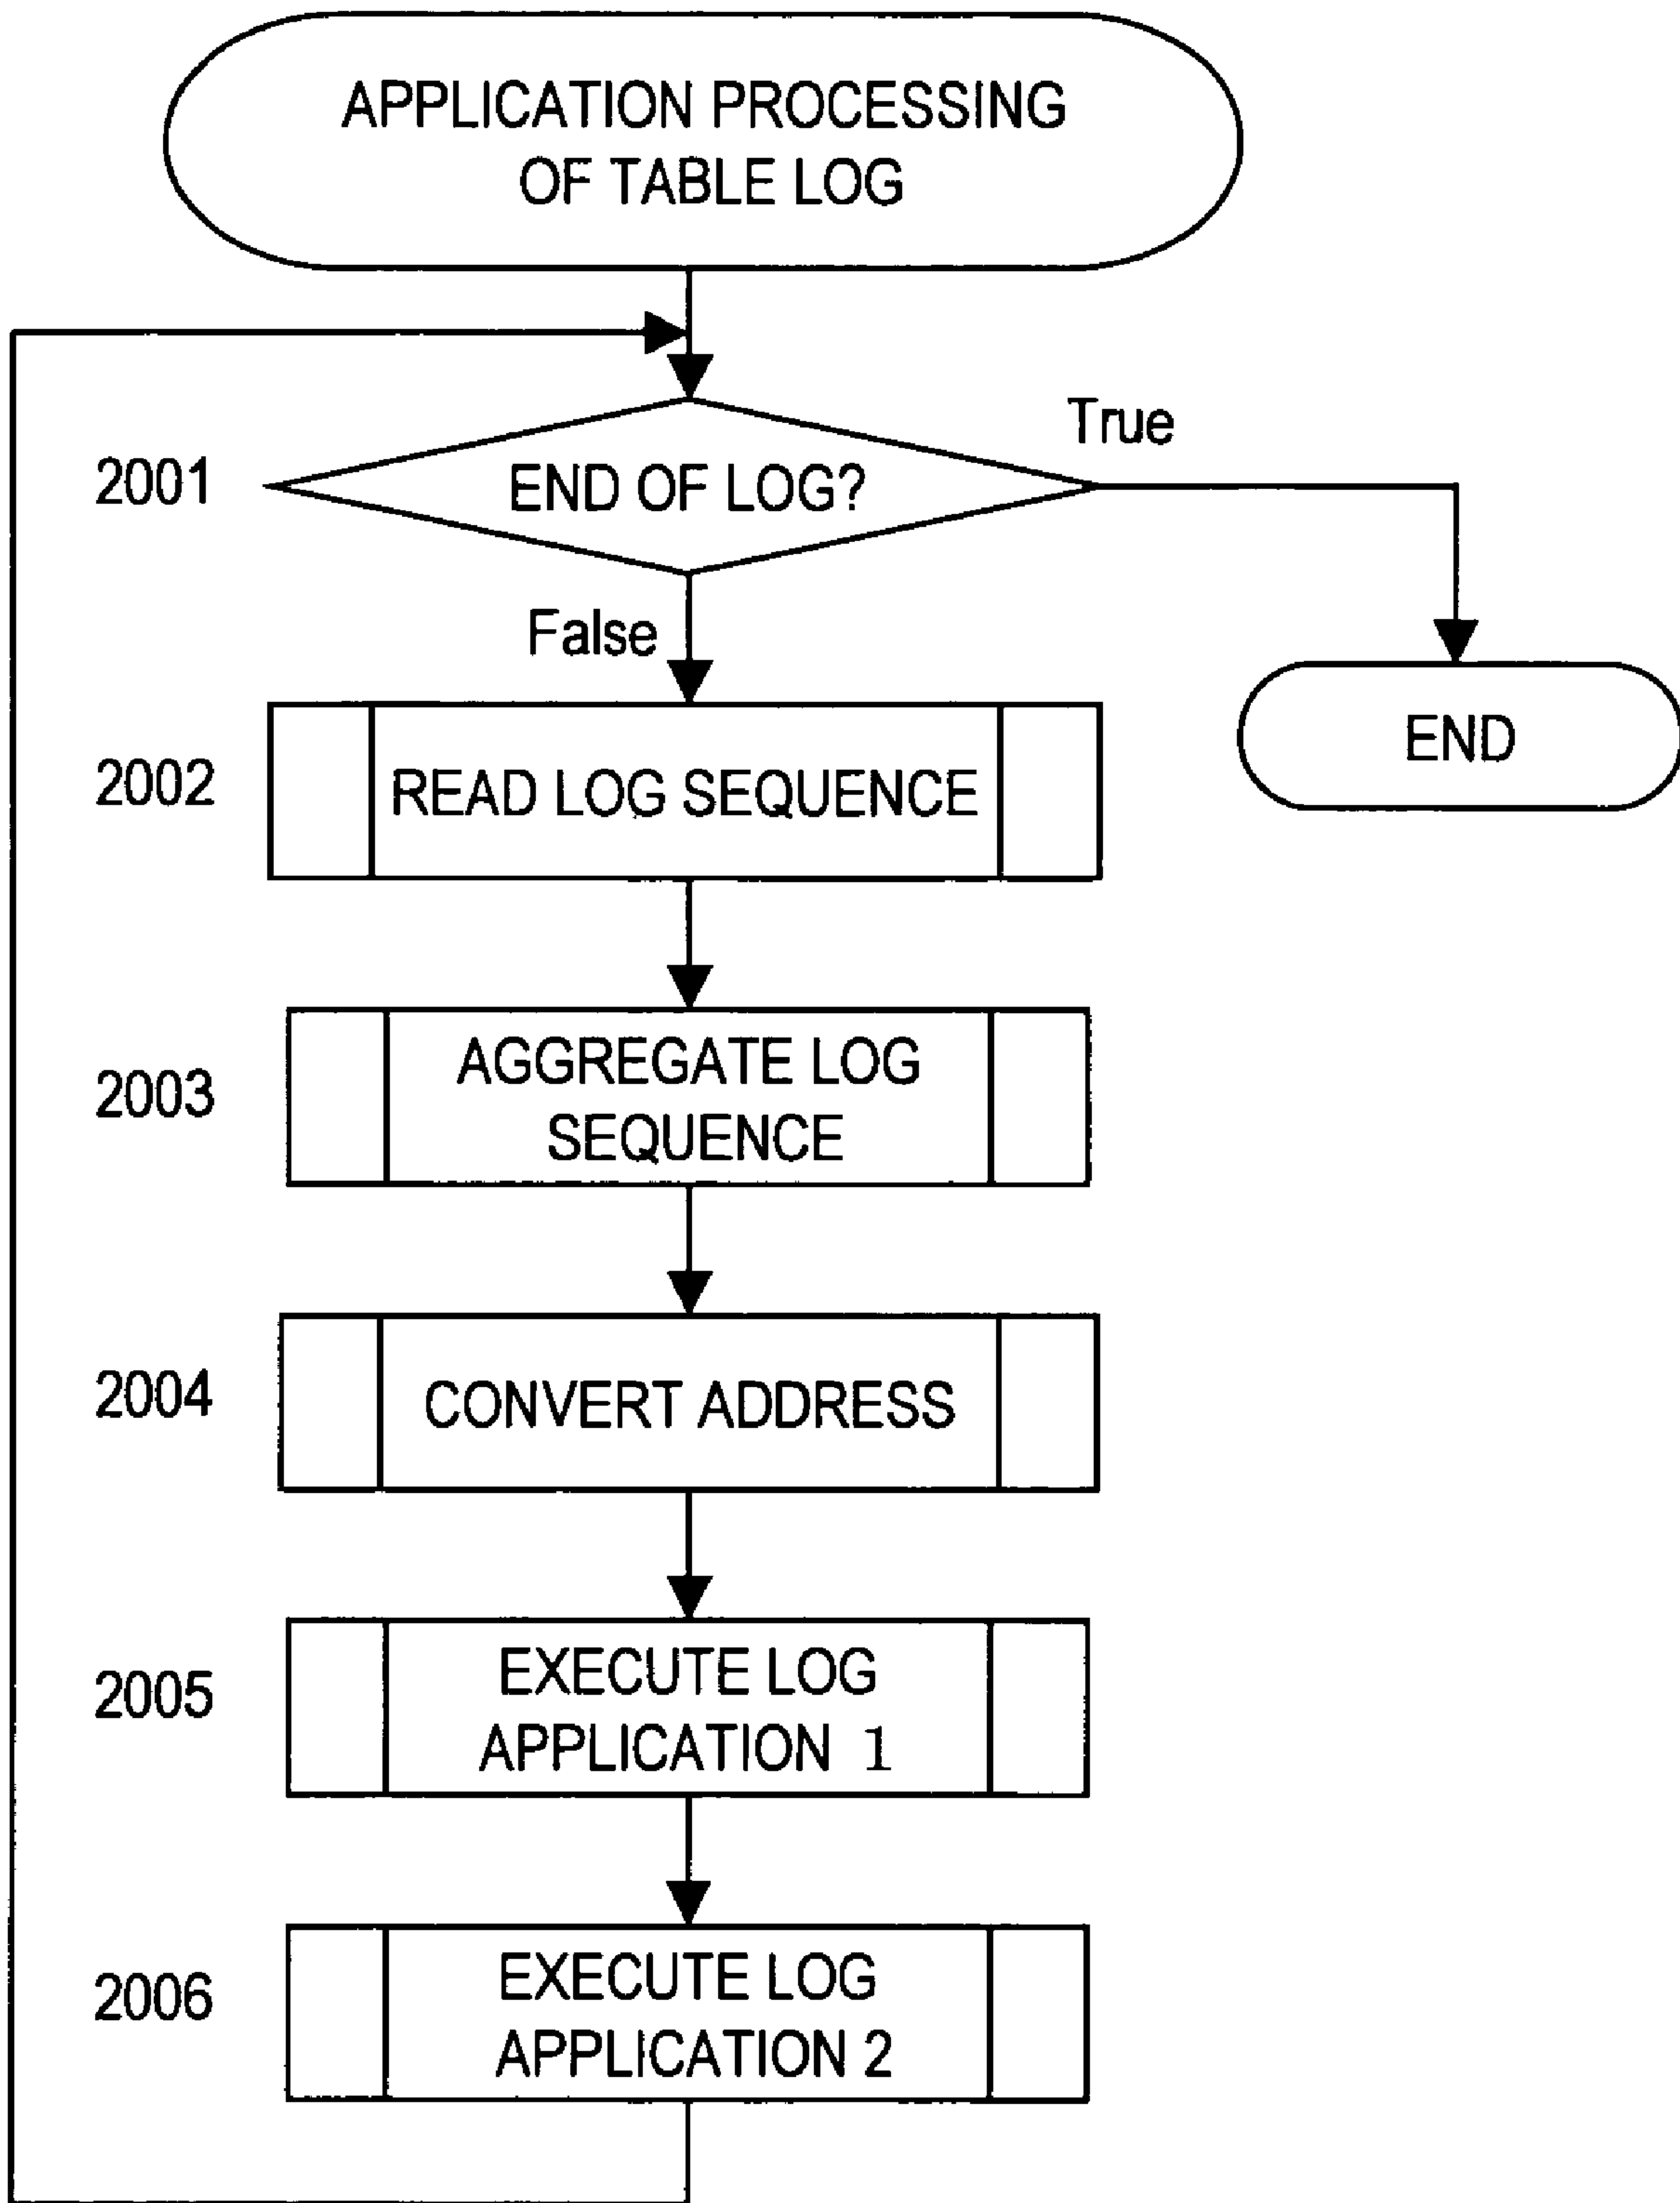 APPLICATION PROCESSING
OF TABLE LOG
True
2001
END OF LOG?
False
END
2002
READ LOG SEQUENCE
2003
AGGREGATE LOG
SEQUENCE
2004
CONVERT ADDRESS
2005
EXECUTE LOG
APPLICATION 1
2006
EXECUTE LOG
APPLICATION 2